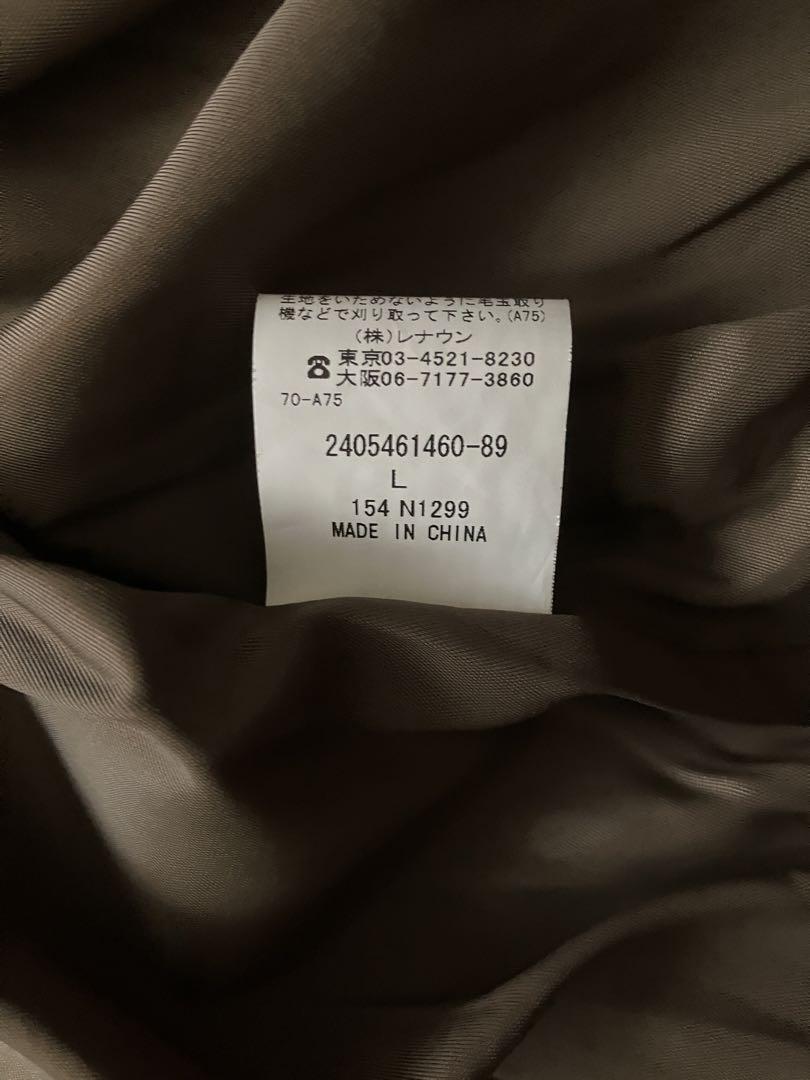 生地をいためないように毛玉取り
機などで刈り取って下さい。(A75)
(株)レナウン
☎東京03-4521-8230
大阪06-7177-3860
70-A75
2405461460-89
L
154 N1299
MADE IN CHINA